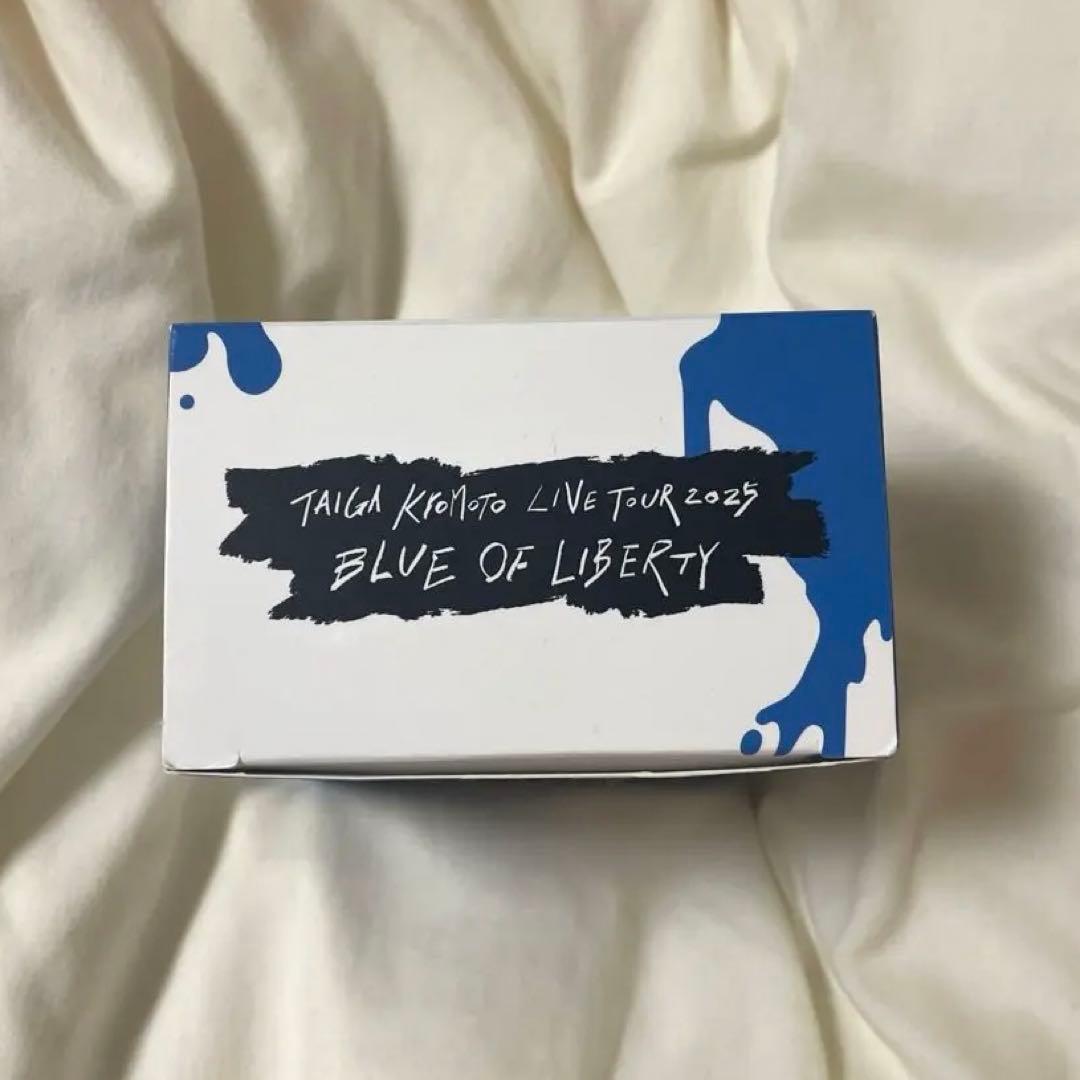 TAIGA KYOMOTO LIVE TOUR 2025
BLUE OF LIBERTY